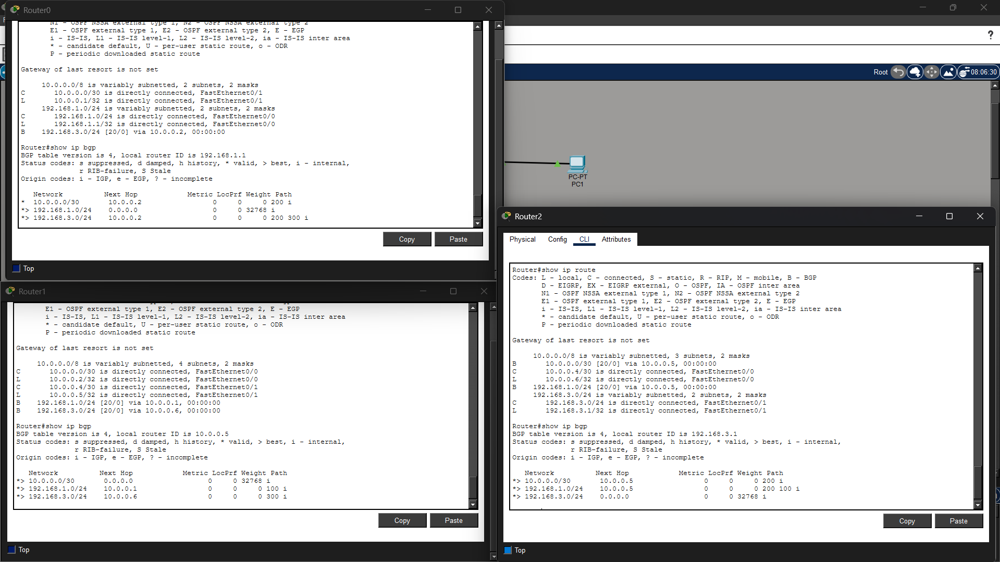 Router0
N1 - OSPF NSSA external type 1, N2 - OSPF NSSA external type 2
E1 - OSPF external type 1, E2 - OSPF external type 2, E - EGP
i - IS-IS, L1 - IS-IS level-1, L2 - IS-IS level-2, ia - IS-IS inter area
* - candidate default, U - per-user static route, o - ODR
P - periodic downloaded static route
Gateway of last resort is not set
10.0.0.0/8 is variably subnetted, 2 subnets, 2 masks
C 10.0.0.0/30 is directly connected, FastEthernet0/1
L 10.0.0.1/32 is directly connected, FastEthernet0/1
192.168.1.0/24 is variably subnetted, 2 subnets, 2 masks
C 192.168.1.0/24 is directly connected, FastEthernet0/0
L 192.168.1.1/32 is directly connected, FastEthernet0/0
B 192.168.3.0/24 [20/0] via 10.0.0.2, 00:00:00
Router#show ip bgp
BGP table version is 4, local router ID is 192.168.1.1
Status codes: s suppressed, d damped, h history, * valid, > best, i - internal,
r RIB-failure, S Stale
Origin codes: i - IGP, e - EGP, ? - incomplete
Network Next Hop Metric LocPrf Weight Path
* 10.0.0.0/30 10.0.0.2 0 0 0 200 i
*> 192.168.1.0/24 0.0.0.0 0 0 32768 i
*> 192.168.3.0/24 10.0.0.2 0 0 0 200 300 i
Copy Paste
Top
?
Root 08:06:30
PC-PT
PC1
Router1
E1 - OSPF external type 1, E2 - OSPF external type 2, E - EGP
i - IS-IS, L1 - IS-IS level-1, L2 - IS-IS level-2, ia - IS-IS inter area
* - candidate default, U - per-user static route, o - ODR
P - periodic downloaded static route
Gateway of last resort is not set
10.0.0.0/8 is variably subnetted, 4 subnets, 2 masks
C 10.0.0.0/30 is directly connected, FastEthernet0/0
L 10.0.0.2/32 is directly connected, FastEthernet0/0
C 10.0.0.4/30 is directly connected, FastEthernet0/1
L 10.0.0.5/32 is directly connected, FastEthernet0/1
B 192.168.1.0/24 [20/0] via 10.0.0.1, 00:00:00
B 192.168.3.0/24 [20/0] via 10.0.0.6, 00:00:00
Router#show ip bgp
BGP table version is 4, local router ID is 10.0.0.5
Status codes: s suppressed, d damped, h history, * valid, > best, i - internal,
r RIB-failure, S Stale
Origin codes: i - IGP, e - EGP, ? - incomplete
Network Next Hop Metric LocPrf Weight Path
*> 10.0.0.0/30 0.0.0.0 0 0 32768 i
*> 192.168.1.0/24 10.0.0.1 0 0 0 100 i
*> 192.168.3.0/24 10.0.0.6 0 0 0 300 i
Copy Paste
Top
Router2
Physical Config CLI Attributes
Router#show ip route
Codes: L - local, C - connected, S - static, R - RIP, M - mobile, B - BGP
D - EIGRP, EX - EIGRP external, O - OSPF, IA - OSPF inter area
N1 - OSPF NSSA external type 1, N2 - OSPF NSSA external type 2
E1 - OSPF external type 1, E2 - OSPF external type 2, E - EGP
i - IS-IS, L1 - IS-IS level-1, L2 - IS-IS level-2, ia - IS-IS inter area
* - candidate default, U - per-user static route, o - ODR
P - periodic downloaded static route
Gateway of last resort is not set
10.0.0.0/8 is variably subnetted, 3 subnets, 2 masks
B 10.0.0.0/30 [20/0] via 10.0.0.5, 00:00:00
C 10.0.0.4/30 is directly connected, FastEthernet0/0
L 10.0.0.6/32 is directly connected, FastEthernet0/0
B 192.168.1.0/24 [20/0] via 10.0.0.5, 00:00:00
192.168.3.0/24 is variably subnetted, 2 subnets, 2 masks
C 192.168.3.0/24 is directly connected, FastEthernet0/1
L 192.168.3.1/32 is directly connected, FastEthernet0/1
Router#show ip bgp
BGP table version is 4, local router ID is 192.168.3.1
Status codes: s suppressed, d damped, h history, * valid, > best, i - internal,
r RIB-failure, S Stale
Origin codes: i - IGP, e - EGP, ? - incomplete
Network Next Hop Metric LocPrf Weight Path
*> 10.0.0.0/30 10.0.0.5 0 0 0 200 i
*> 192.168.1.0/24 10.0.0.5 0 0 0 200 100 i
*> 192.168.3.0/24 0.0.0.0 0 0 32768 i
Copy Paste
Top